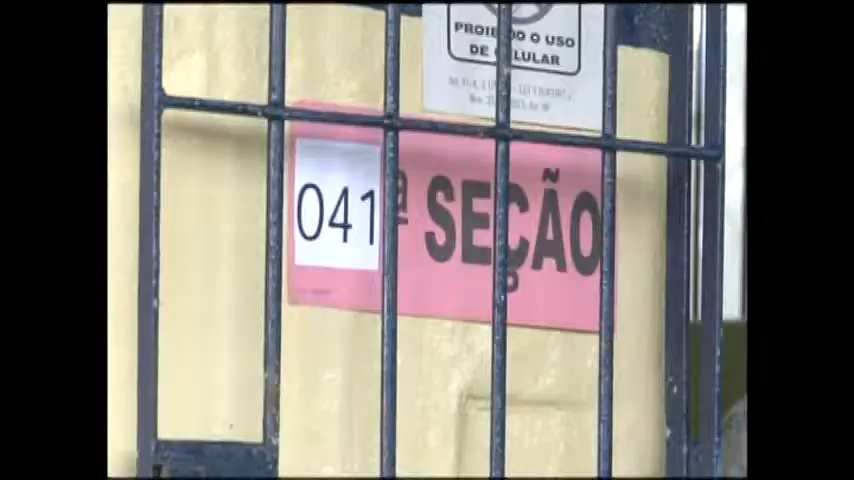 PROIBIDO O USO
DE CELULAR
041ª SEÇÃO